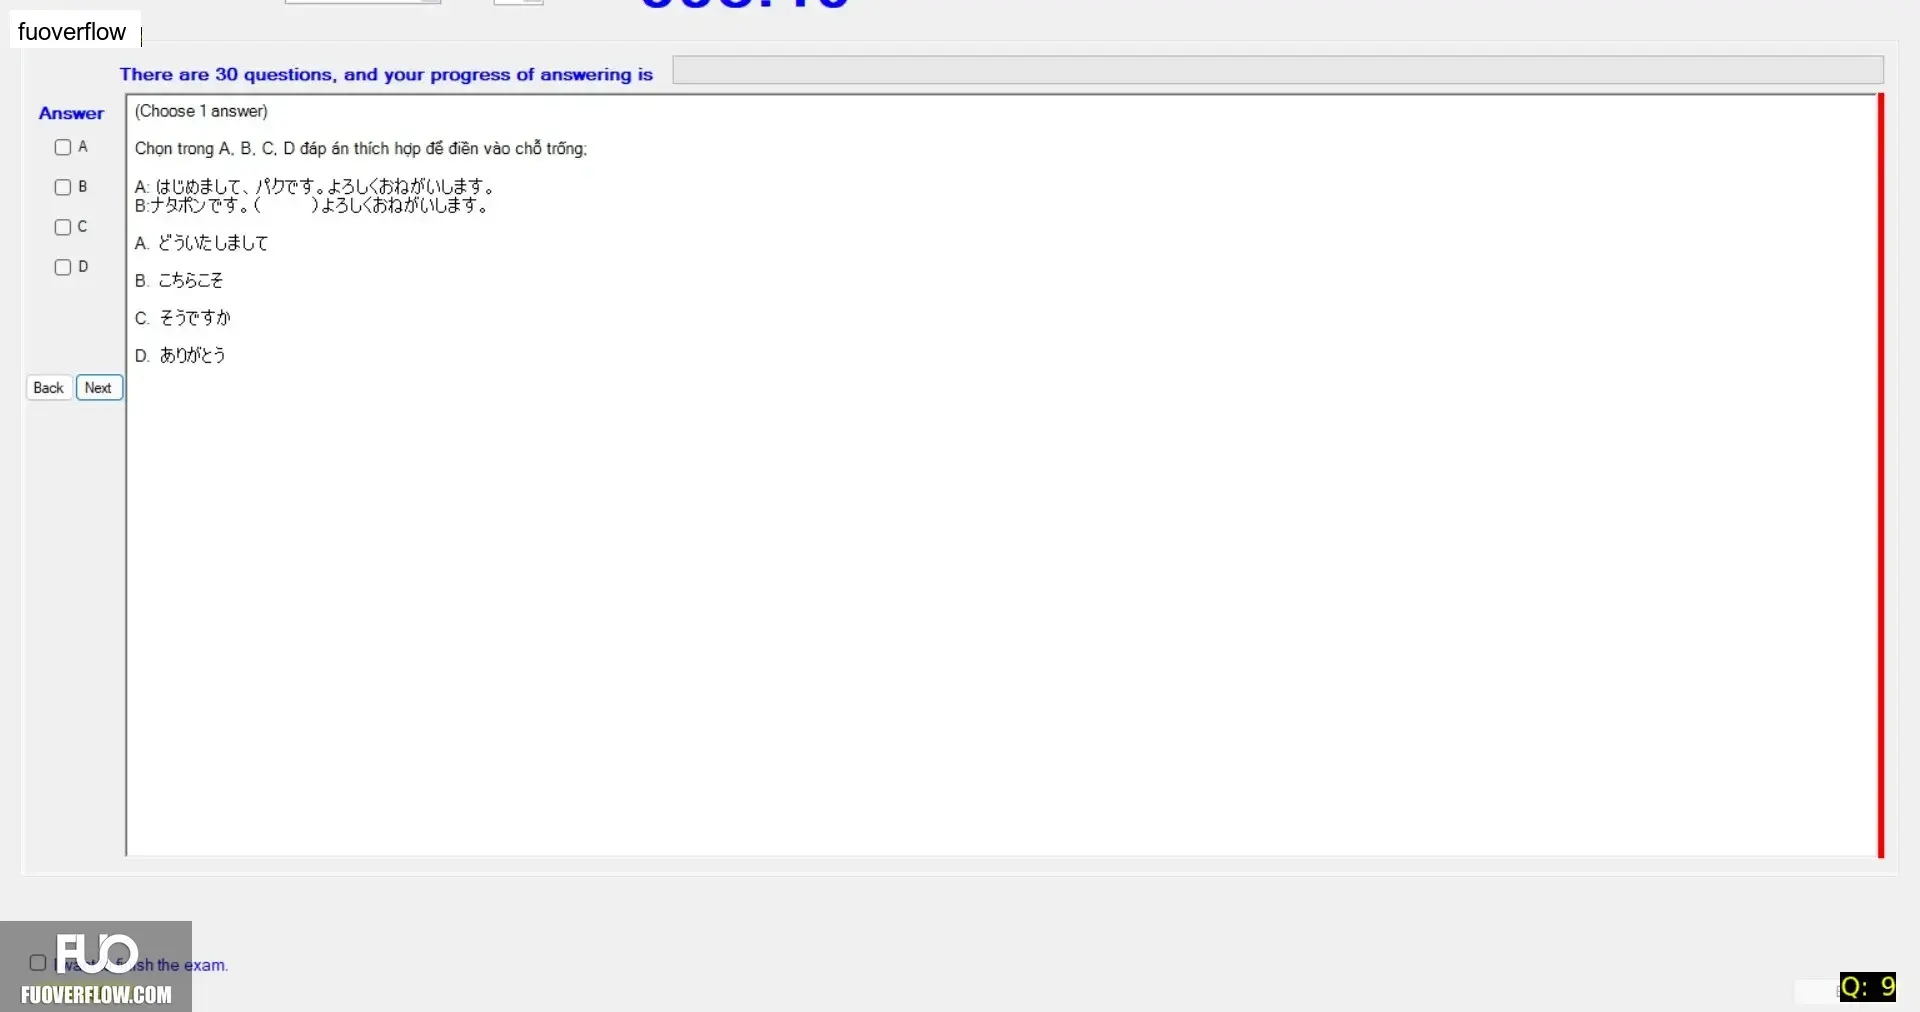 fuoverflow
There are 30 questions, and your progress of answering is
Answer
(Choose 1 answer)
A
Chọn trong A, B, C, D đáp án thích hợp để điền vào chỗ trống:
B
A: はじめまして、パクです。よろしくおねがいします。
B:ナタポンです。(      )よろしくおねがいします。
C
A. どういたしまして
D
B. こちらこそ
C. そうですか
D. ありがとう
Back Next
FUO
the exam.
FUOVERFLOW.COM
Q: 9